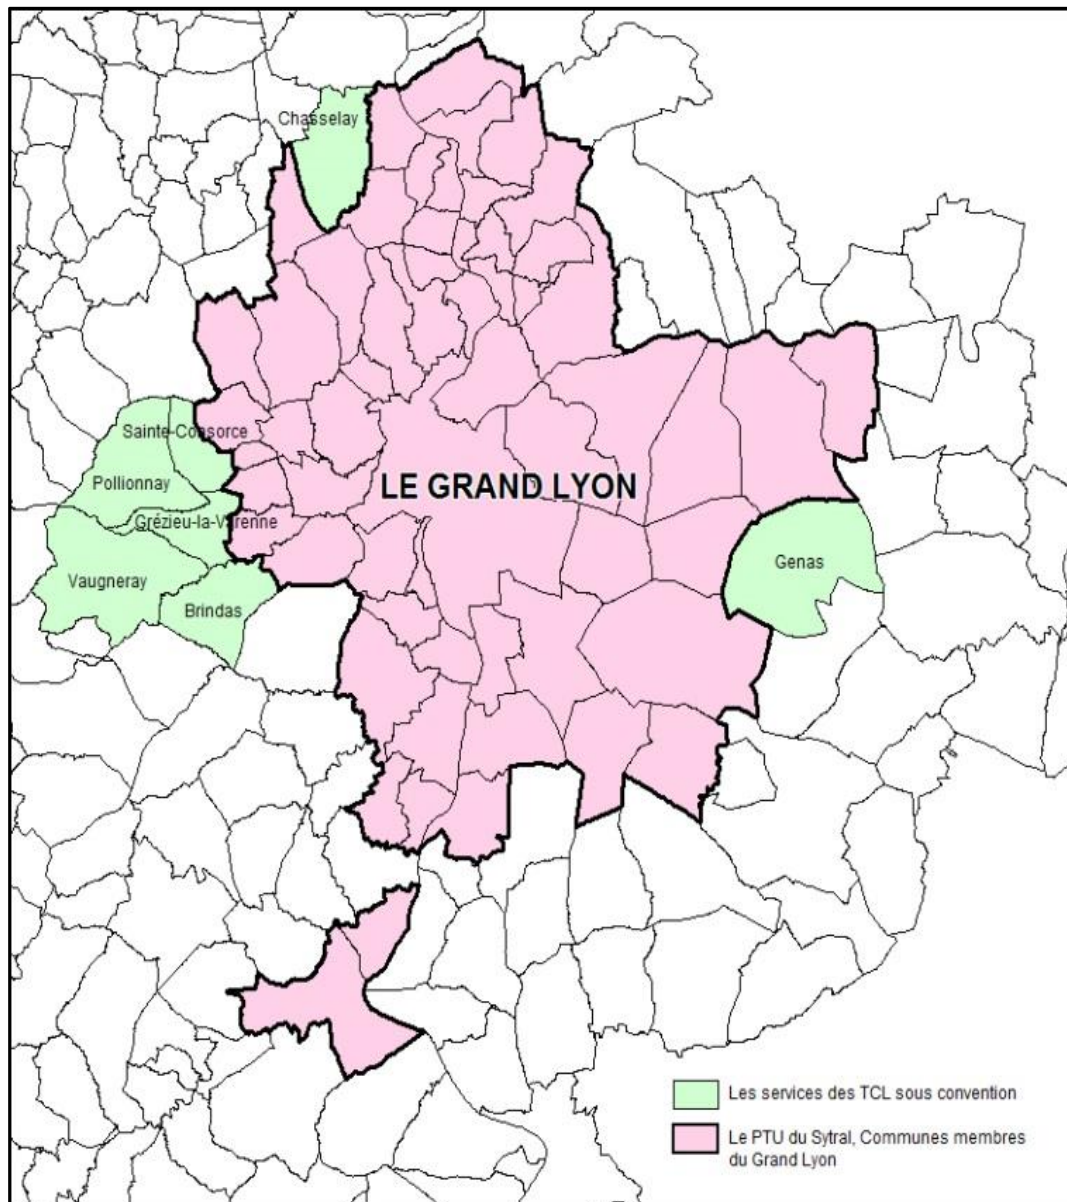 Chasselay
Sainte-Consorce
Pollionnay
LE GRAND LYON
Grézieu-la-Varenne
Genas
Vaugneray
Brindas
Les services des TCL sous convention
Le PTU du Sytral, Communes membres
du Grand Lyon